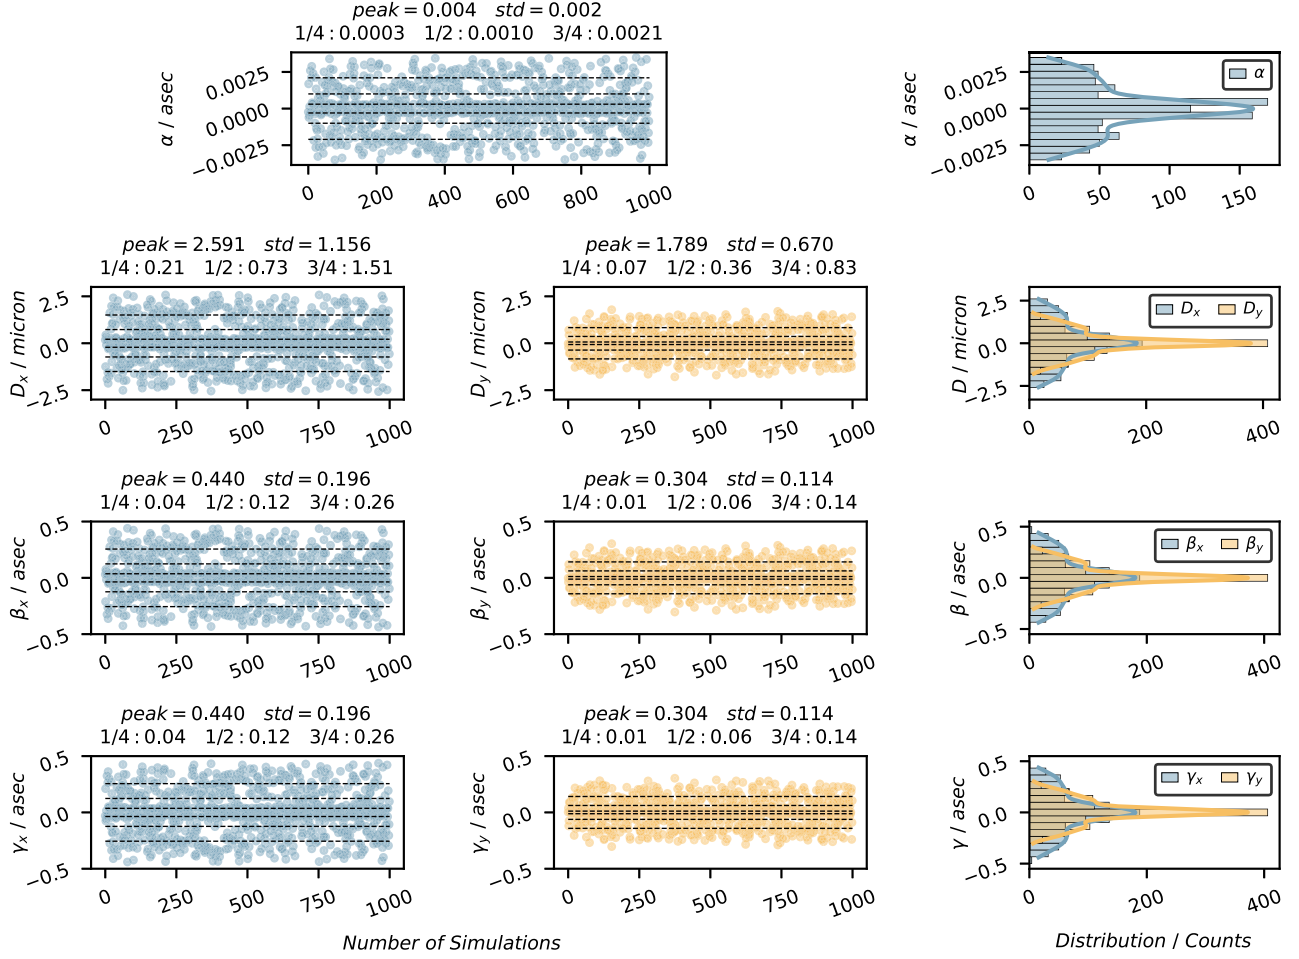 peak = 0.004 std = 0.002
1/4 : 0.0003 1/2 : 0.0010 3/4 : 0.0021
α / asec
0.0025
0.0000
−0.0025
0 200 400 600 800 1000
α / asec
0.0025
0.0000
−0.0025
α
0 50 100 150
peak = 2.591 std = 1.156
1/4 : 0.21 1/2 : 0.73 3/4 : 1.51
Dx / micron
2.5
0.0
−2.5
0 250 500 750 1000
peak = 1.789 std = 0.670
1/4 : 0.07 1/2 : 0.36 3/4 : 0.83
Dy / micron
2.5
0.0
−2.5
0 250 500 750 1000
D / micron
2.5
0.0
−2.5
Dx Dy
0 200 400
peak = 0.440 std = 0.196
1/4 : 0.04 1/2 : 0.12 3/4 : 0.26
βx / asec
0.5
0.0
−0.5
0 250 500 750 1000
peak = 0.304 std = 0.114
1/4 : 0.01 1/2 : 0.06 3/4 : 0.14
βy / asec
0.5
0.0
−0.5
0 250 500 750 1000
β / asec
0.5
0.0
−0.5
βx βy
0 200 400
peak = 0.440 std = 0.196
1/4 : 0.04 1/2 : 0.12 3/4 : 0.26
γx / asec
0.5
0.0
−0.5
0 250 500 750 1000
peak = 0.304 std = 0.114
1/4 : 0.01 1/2 : 0.06 3/4 : 0.14
γy / asec
0.5
0.0
−0.5
0 250 500 750 1000
γ / asec
0.5
0.0
−0.5
γx γy
0 200 400
Number of Simulations
Distribution / Counts